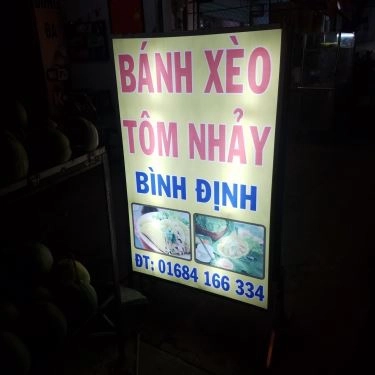 BÁNH XÈO
TÔM NHẢY
BÌNH ĐỊNH
ĐT: 01684 166 334